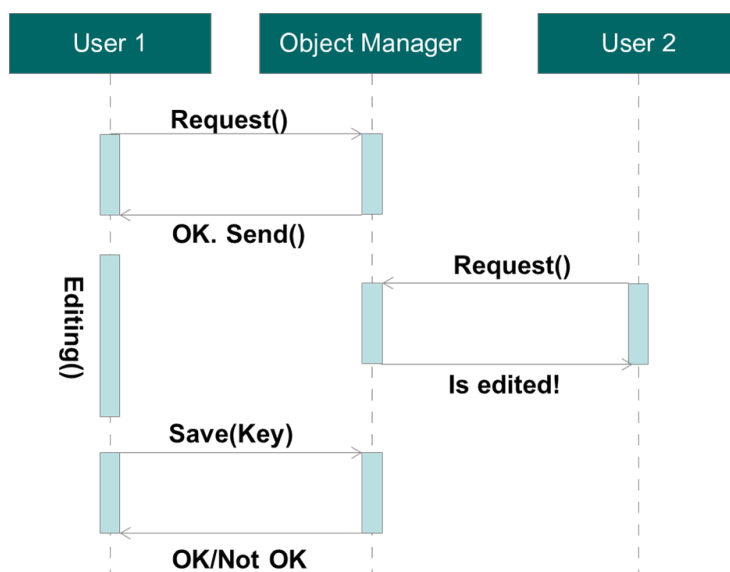 User 1
Object Manager
User 2
Request()
OK. Send()
Request()
Editing()
Is edited!
Save(Key)
OK/Not OK